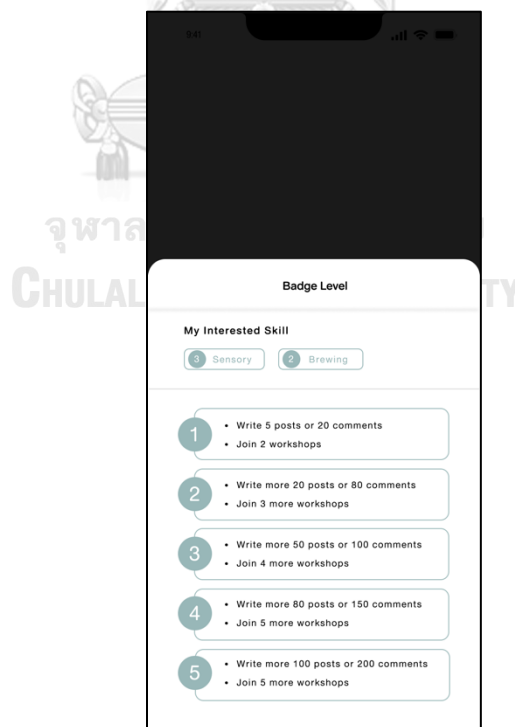 9:41
จุฬาล
CHULAL
TY
Badge Level
My Interested Skill
3 Sensory
2 Brewing
1
• Write 5 posts or 20 comments
• Join 2 workshops
2
• Write more 20 posts or 80 comments
• Join 3 more workshops
3
• Write more 50 posts or 100 comments
• Join 4 more workshops
4
• Write more 80 posts or 150 comments
• Join 5 more workshops
5
• Write more 100 posts or 200 comments
• Join 5 more workshops